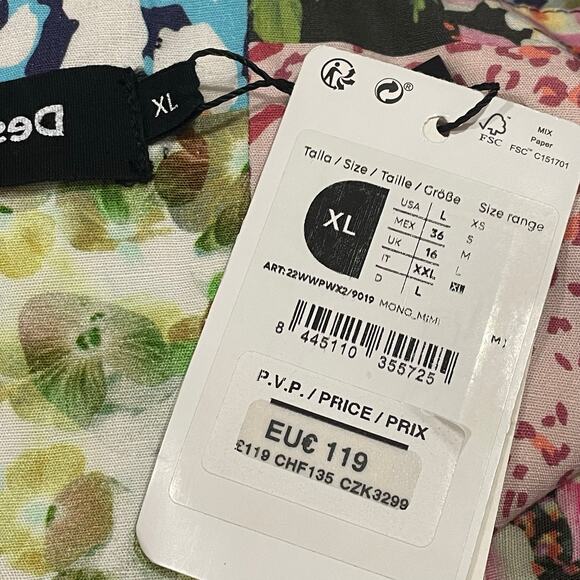 Des
XL
MIX
Paper
FSC
FSC™ C151701
Talla / Size / Taille / Größe
XL
USA L
MEX 36
UK 16
IT XXL
D L
Size range
XS
S
M
L
XL
ART: 22WWPWX2/9019 MONO_MIMI
8 445110 355725
P.V.P. / PRICE / PRIX
EU€ 119
£119 CHF135 CZK3299